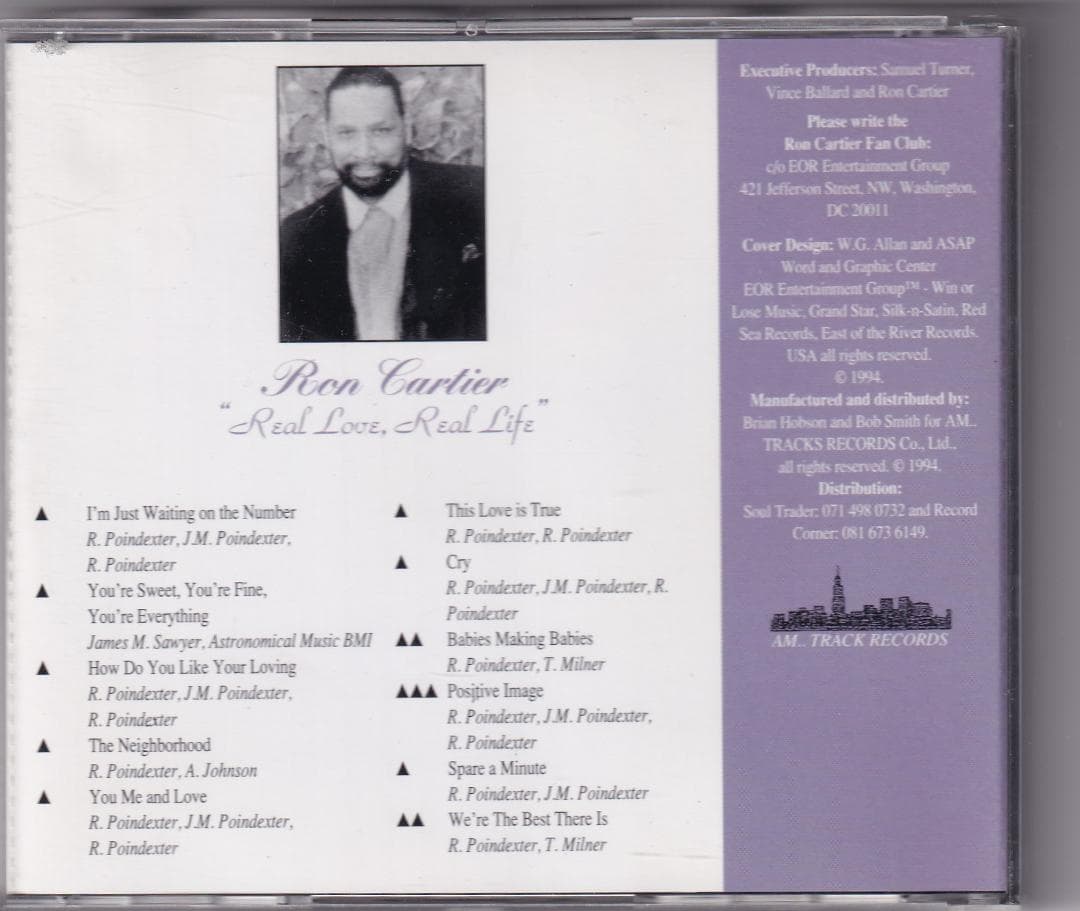 Ron Cartier
"Real Love, Real Life"
▲ I'm Just Waiting on the Number
R. Poindexter, J.M. Poindexter,
R. Poindexter
▲ You're Sweet, You're Fine,
You're Everything
James M. Sawyer, Astronomical Music BMI
▲ How Do You Like Your Loving
R. Poindexter, J.M. Poindexter,
R. Poindexter
▲ The Neighborhood
R. Poindexter, A. Johnson
▲ You Me and Love
R. Poindexter, J.M. Poindexter,
R. Poindexter
▲ This Love is True
R. Poindexter, R. Poindexter
▲ Cry
R. Poindexter, J.M. Poindexter, R.
Poindexter
▲▲ Babies Making Babies
R. Poindexter, T. Milner
▲▲▲ Positive Image
R. Poindexter, J.M. Poindexter,
R. Poindexter
▲ Spare a Minute
R. Poindexter, J.M. Poindexter
▲▲ We're The Best There Is
R. Poindexter, T. Milner
Executive Producers: Samuel Turner,
Vince Ballard and Ron Cartier
Please write the
Ron Cartier Fan Club:
c/o EOR Entertainment Group
421 Jefferson Street, NW, Washington,
DC 20011
Cover Design: W.G. Allan and ASAP
Word and Graphic Center
EOR Entertainment Group™ - Win or
Lose Music, Grand Star, Silk-n-Satin, Red
Sea Records, East of the River Records.
USA all rights reserved.
© 1994.
Manufactured and distributed by:
Brian Hobson and Bob Smith for AM..
TRACKS RECORDS Co., Ltd..
all rights reserved. © 1994.
Distribution:
Soul Trader: 071 498 0732 and Record
Corner: 081 673 6149.
AM.. TRACK RECORDS